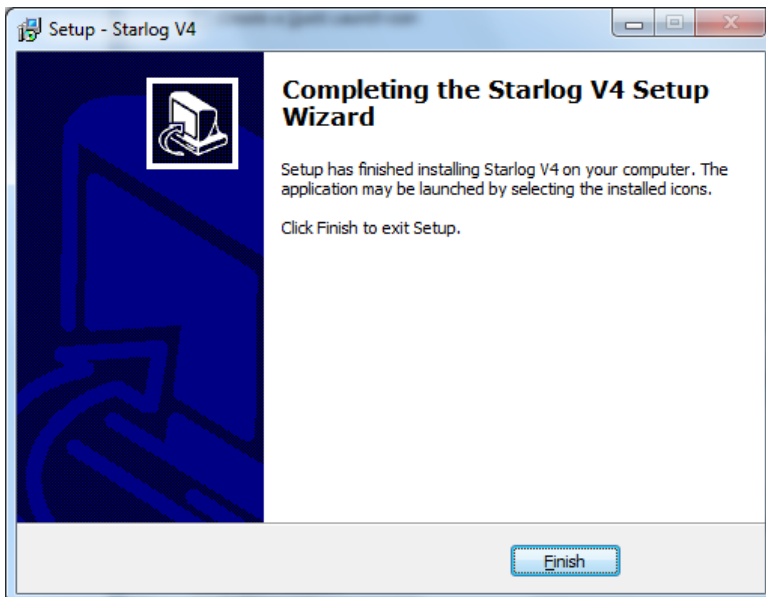 Setup - Starlog V4
Completing the Starlog V4 Setup
Wizard
Setup has finished installing Starlog V4 on your computer. The
application may be launched by selecting the installed icons.
Click Finish to exit Setup.
Finish